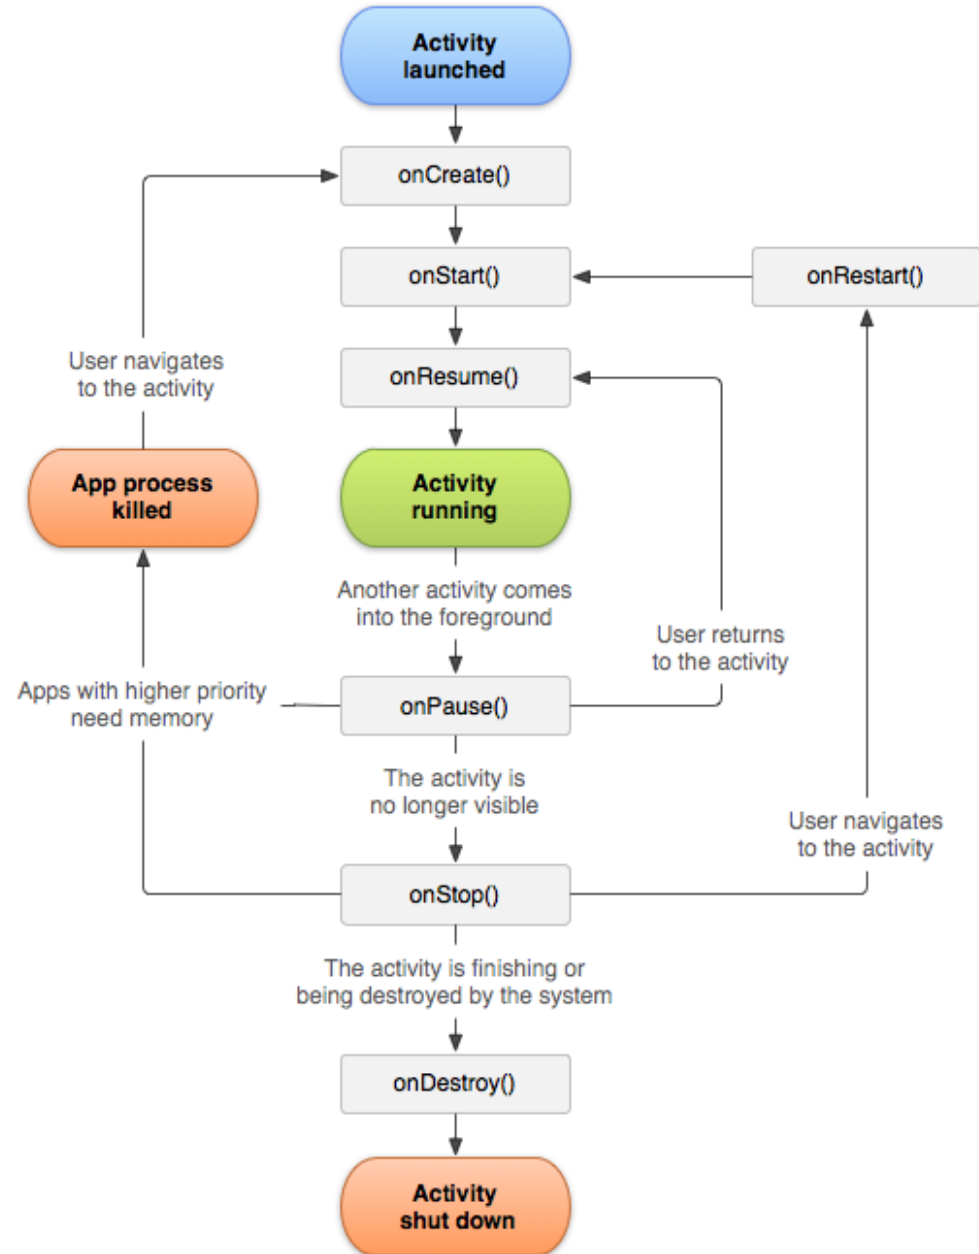 Activity
launched
onCreate()
onStart()
onRestart()
User navigates
to the activity
onResume()
App process
killed
Activity
running
Another activity comes
into the foreground
User returns
to the activity
Apps with higher priority
need memory
onPause()
The activity is
no longer visible
User navigates
to the activity
onStop()
The activity is finishing or
being destroyed by the system
onDestroy()
Activity
shut down